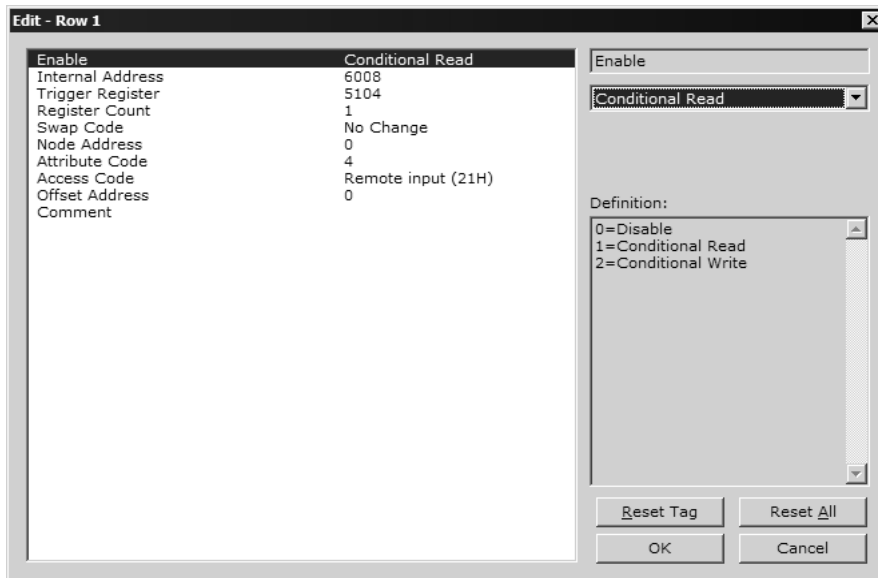 Edit - Row 1
Enable Conditional Read
Internal Address 6008
Trigger Register 5104
Register Count 1
Swap Code No Change
Node Address 0
Attribute Code 4
Access Code Remote input (21H)
Offset Address 0
Comment
Enable
Conditional Read
Definition:
0=Disable
1=Conditional Read
2=Conditional Write
Reset Tag Reset All
OK Cancel